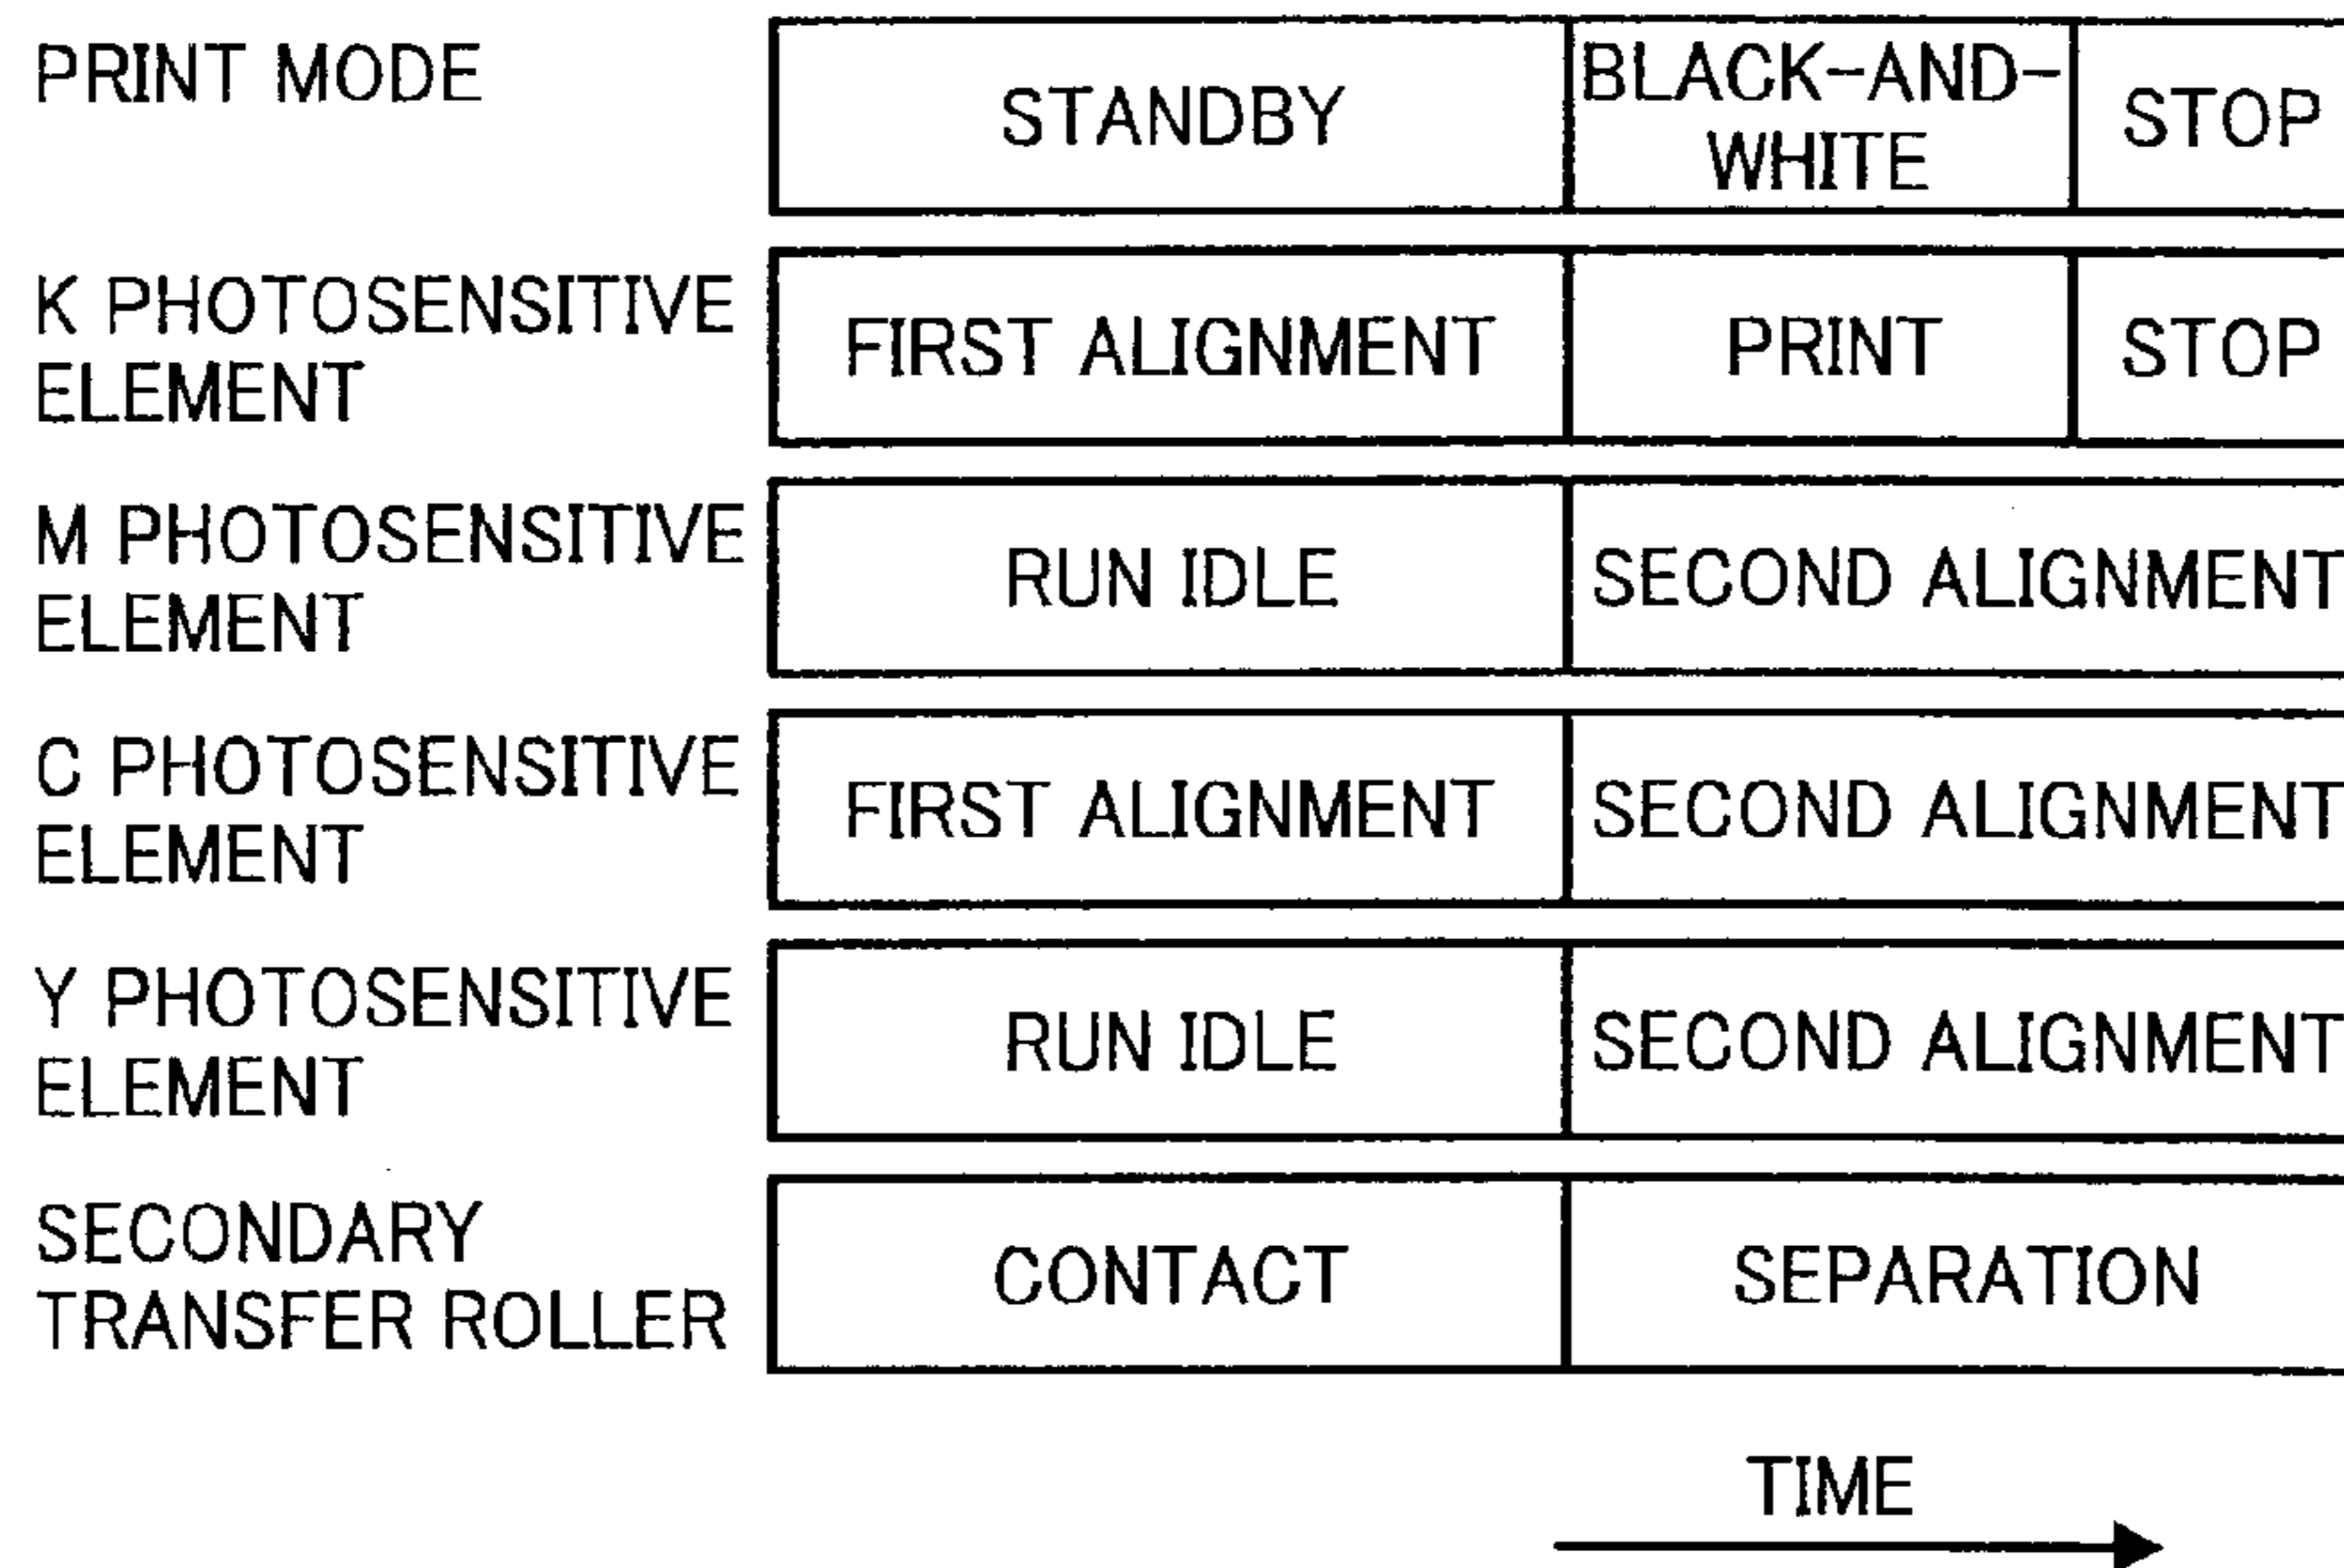 PRINT MODE
STANDBY
BLACK-AND-
WHITE
STOP
K PHOTOSENSITIVE
ELEMENT
FIRST ALIGNMENT
PRINT
STOP
M PHOTOSENSITIVE
ELEMENT
RUN IDLE
SECOND ALIGNMENT
C PHOTOSENSITIVE
ELEMENT
FIRST ALIGNMENT
SECOND ALIGNMENT
Y PHOTOSENSITIVE
ELEMENT
RUN IDLE
SECOND ALIGNMENT
SECONDARY
TRANSFER ROLLER
CONTACT
SEPARATION
TIME